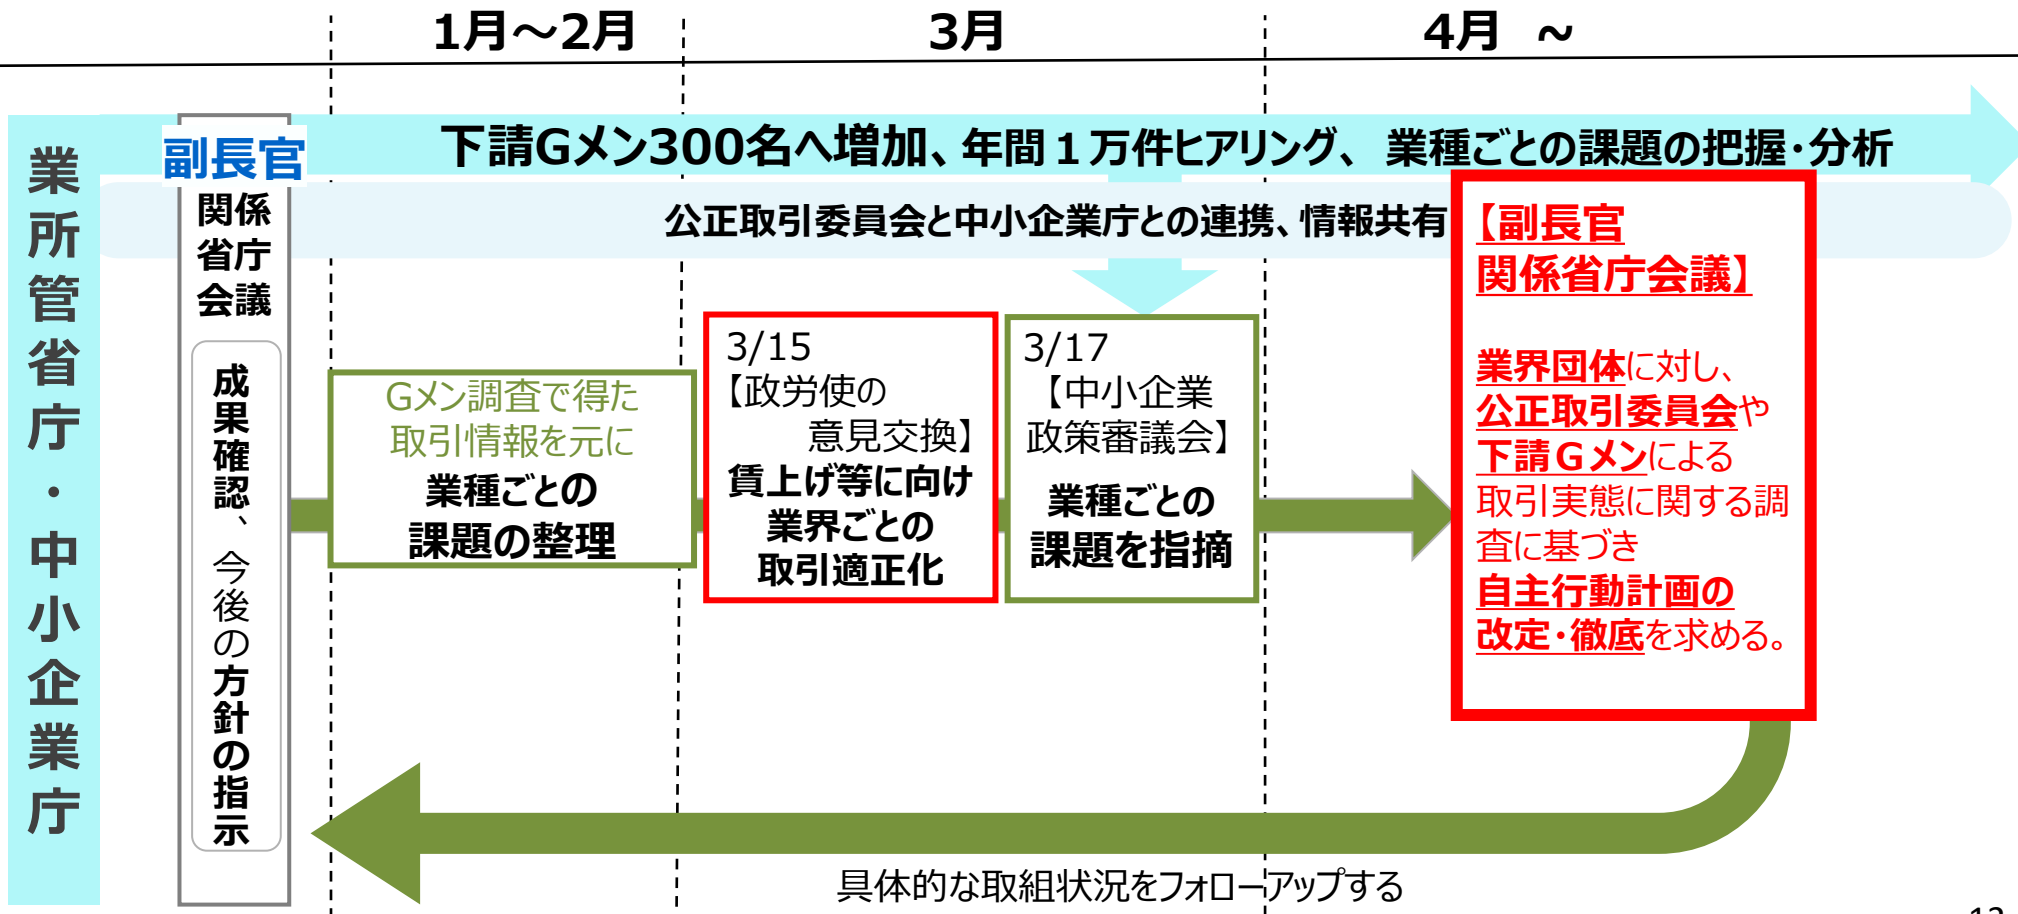 1月～2月
3月
4月 ~
業所管省庁・中小企業庁
副長官
関係
省庁
会議
成果確認、今後の方針の指示
下請Gメン300名へ増加、年間１万件ヒアリング、 業種ごとの課題の把握・分析
公正取引委員会と中小企業庁との連携、情報共有
Gメン調査で得た
取引情報を元に
業種ごとの
課題の整理
3/15
【政労使の
意見交換】
賃上げ等に向け
業界ごとの
取引適正化
3/17
【中小企業
政策審議会】
業種ごとの
課題を指摘
【副長官
関係省庁会議】
業界団体に対し、
公正取引委員会や
下請Ｇメンによる
取引実態に関する調
査に基づき
自主行動計画の
改定・徹底を求める。
具体的な取組状況をフォローアップする